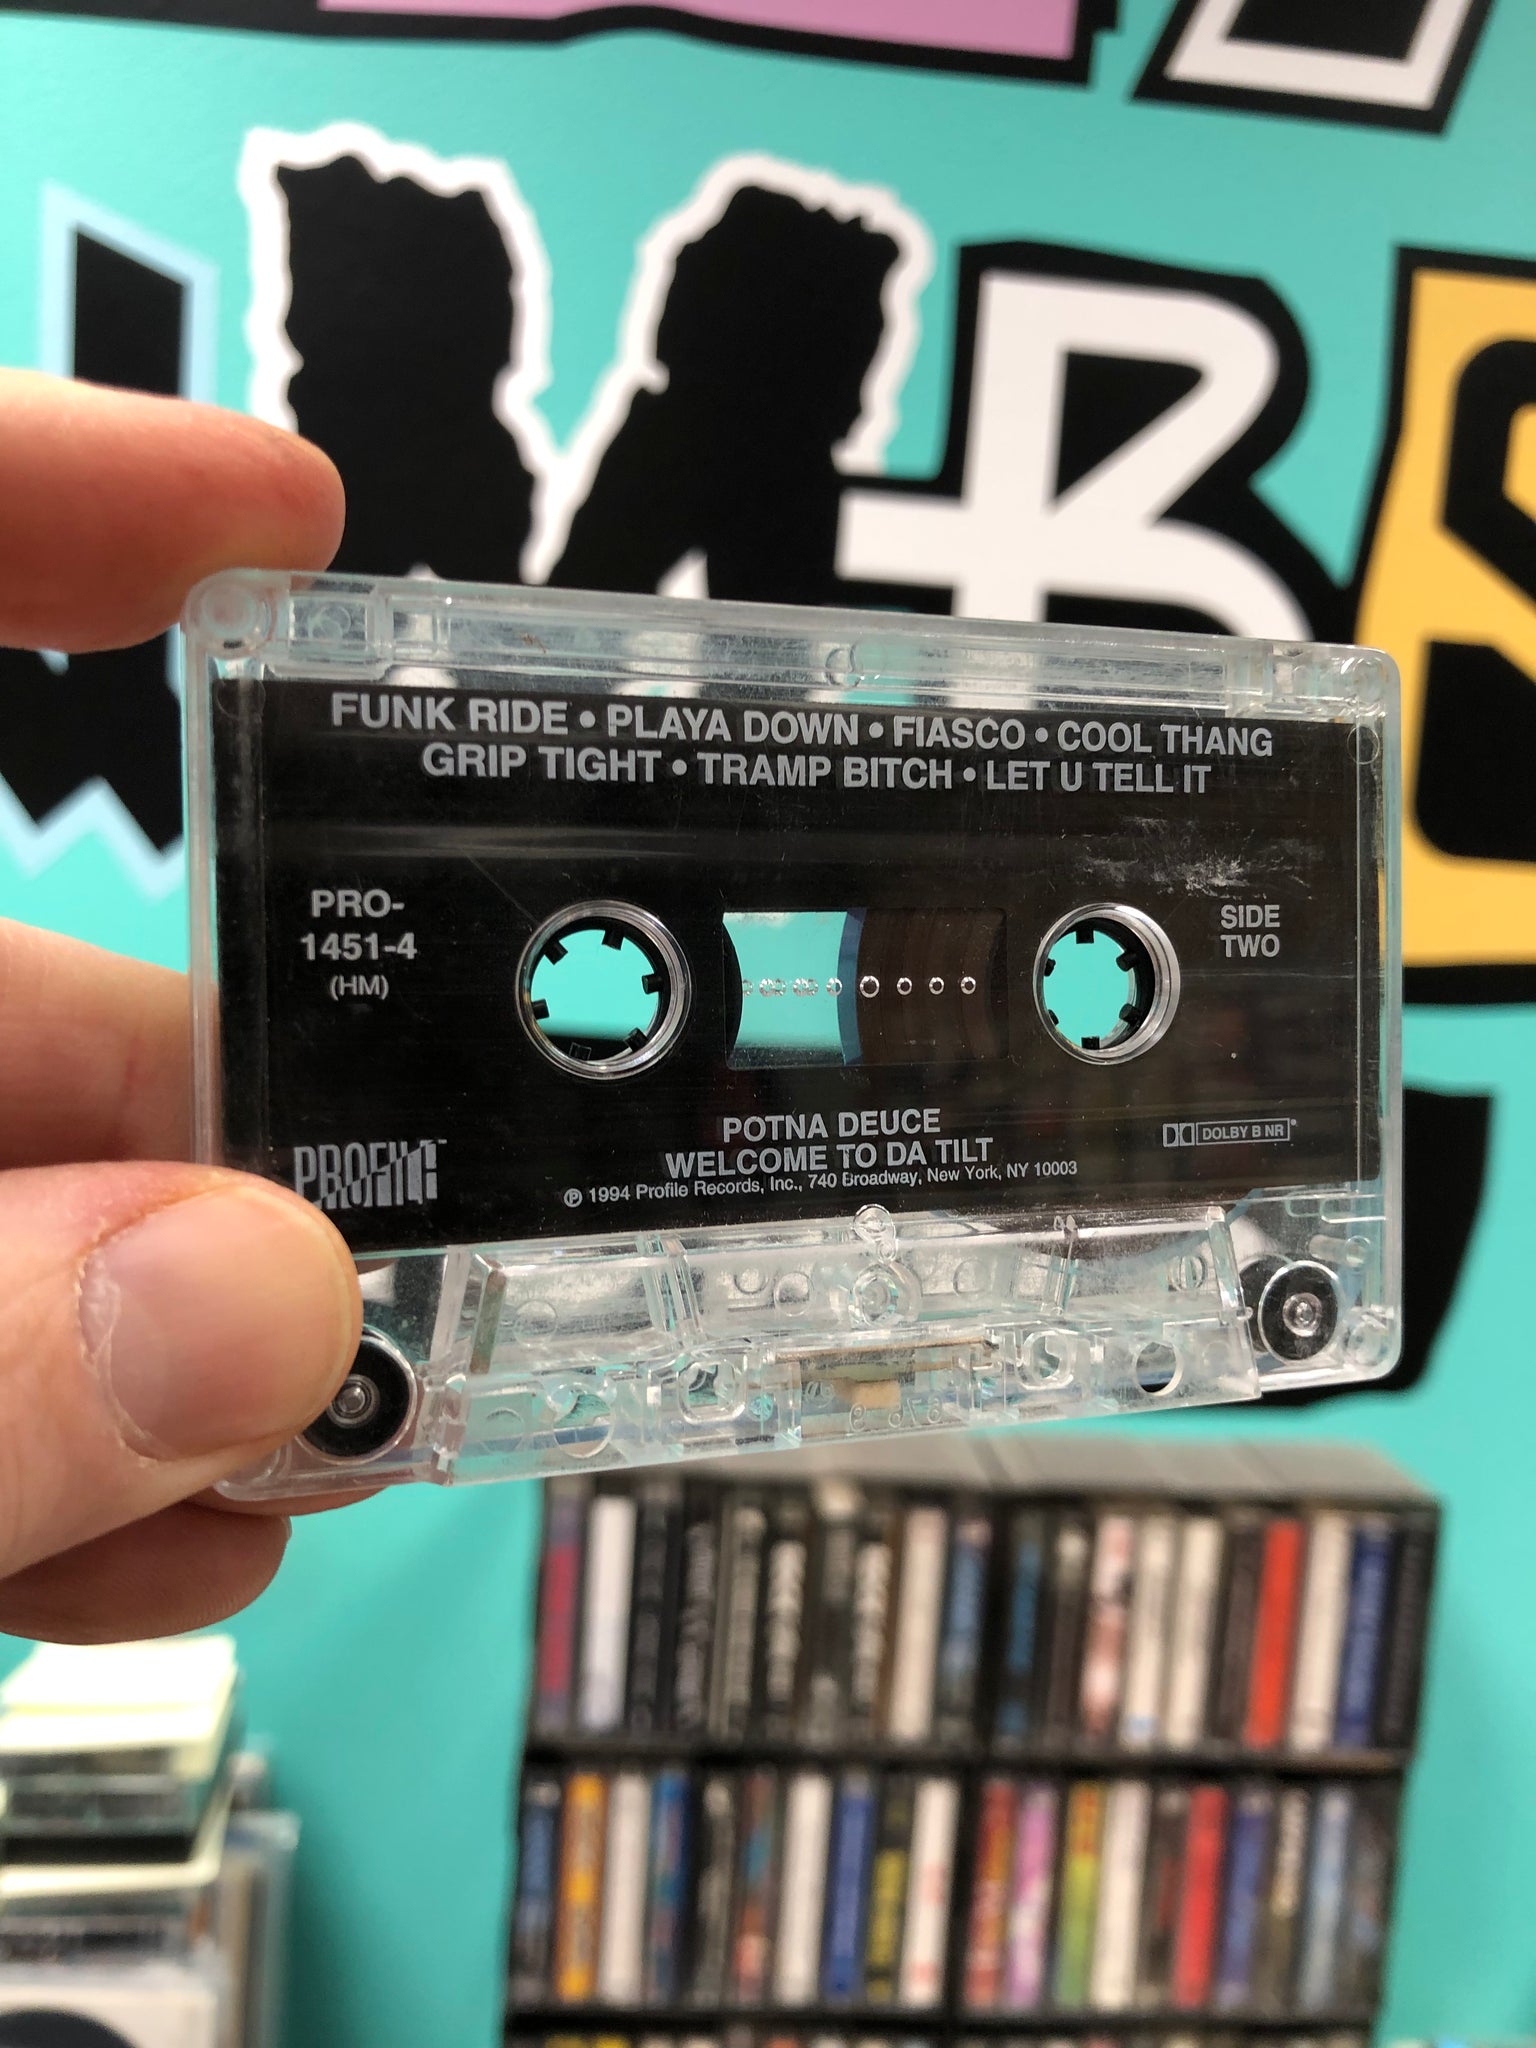 FUNK RIDE • PLAYA DOWN • FIASCO • COOL THANG
GRIP TIGHT • TRAMP BITCH • LET U TELL IT
PRO-
1451-4
(HM)
SIDE
TWO
POTNA DEUCE
WELCOME TO DA TILT
℗ 1994 Profile Records, Inc., 740 Broadway, New York, NY 10003
PROFILE™
DOLBY B NR